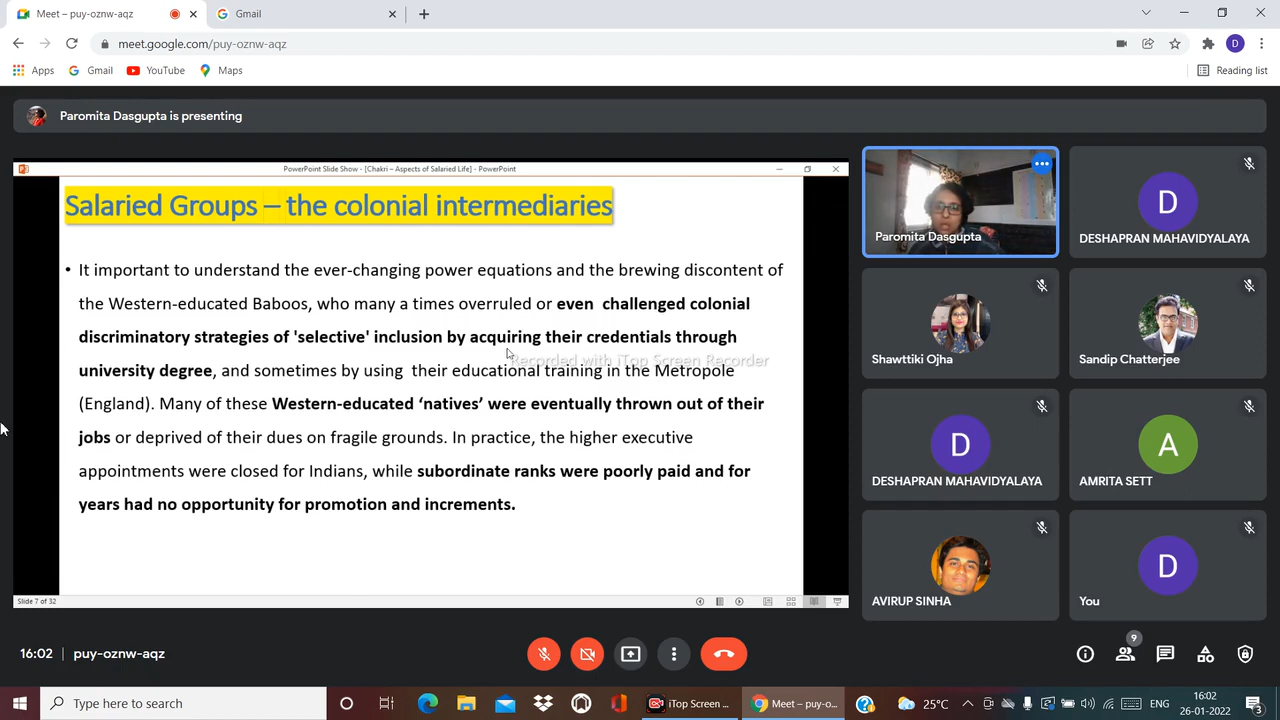 Meet – puy-oznw-aqz
Gmail
meet.google.com/puy-oznw-aqz
D
Apps
Gmail
YouTube
Maps
Reading list
Paromita Dasgupta is presenting
PowerPoint Slide Show - [Chakri – Aspects of Salaried Life] - PowerPoint
Salaried Groups – the colonial intermediaries
• It important to understand the ever-changing power equations and the brewing discontent of
the Western-educated Baboos, who many a times overruled or even challenged colonial
discriminatory strategies of 'selective' inclusion by acquiring their credentials through
Recorded with iTop Screen Recorder
university degree, and sometimes by using their educational training in the Metropole
(England). Many of these Western-educated ‘natives’ were eventually thrown out of their
jobs or deprived of their dues on fragile grounds. In practice, the higher executive
appointments were closed for Indians, while subordinate ranks were poorly paid and for
years had no opportunity for promotion and increments.
Slide 7 of 32
Paromita Dasgupta
D
DESHAPRAN MAHAVIDYALAYA
Shawttiki Ojha
Sandip Chatterjee
D
DESHAPRAN MAHAVIDYALAYA
A
AMRITA SETT
AVIRUP SINHA
D
You
16:02 | puy-oznw-aqz
9
Type here to search
iTop Screen ...
Meet – puy-oznw-a...
25°C
ENG
16:02
26-01-2022
3